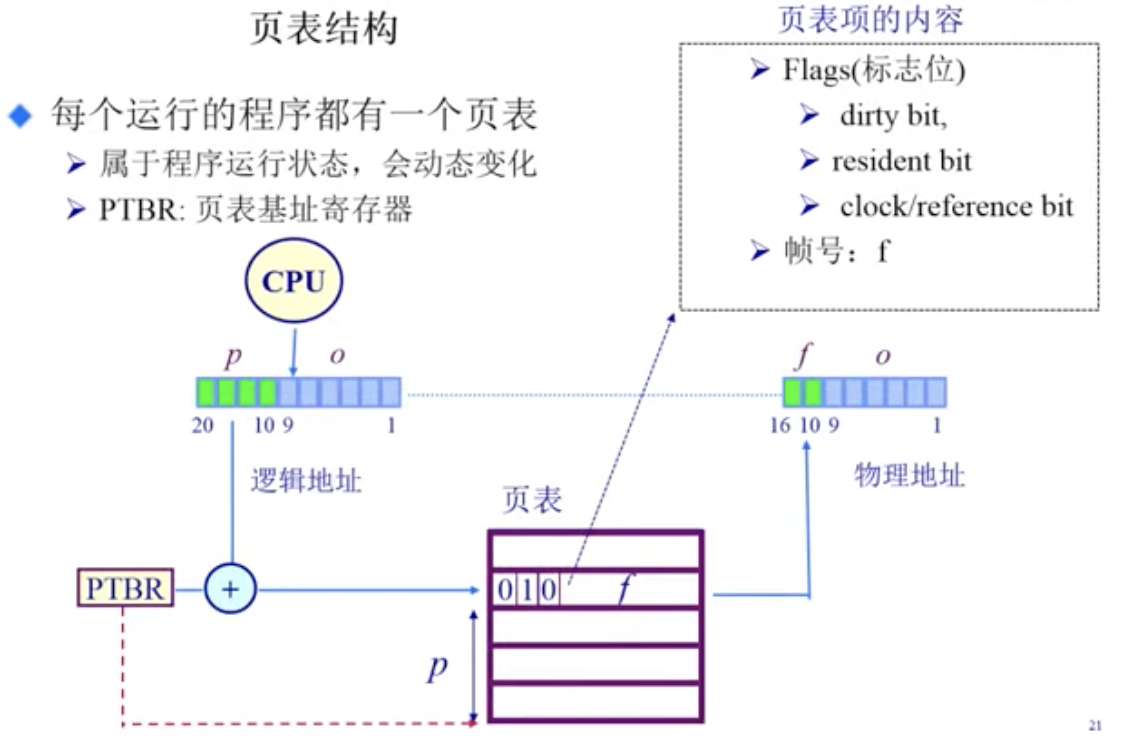 页表结构
每个运行的程序都有一个页表
属于程序运行状态，会动态变化
PTBR: 页表基址寄存器
页表项的内容
Flags(标志位)
dirty bit,
resident bit
clock/reference bit
帧号：f
CPU
p o
20 10 9 1
逻辑地址
f o
16 10 9 1
物理地址
页表
PTBR
+
0 1 0 f
p
21